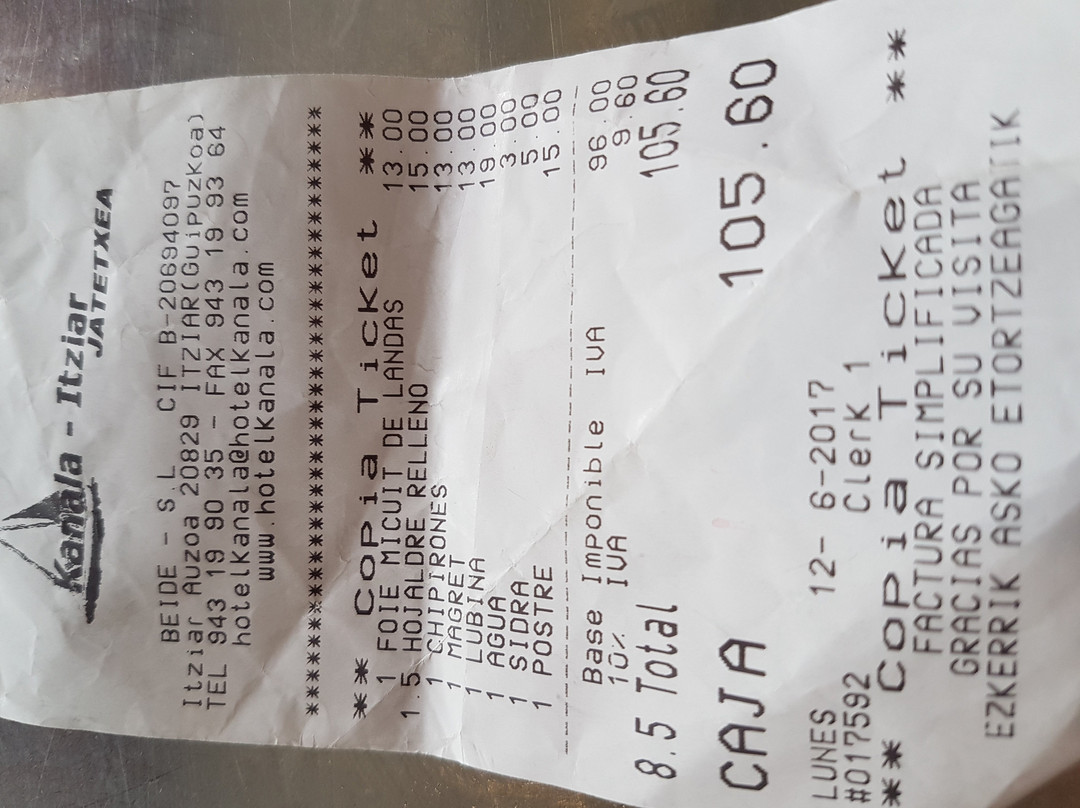 Kanala - Itziar
JATETXEA
BEIDE - S.L CIF B-20694097
Itziar Auzoa 20829 ITZIAR(GUiPUZKoa)
TEL 943 19 90 35 - FAX 943 19 93 64
hotelkanala@hotelkanala.com
www.hotelkanala.com
****************************************
** Copia Ticket **
1 FOIE MICUIT DE LANDAS 13.00
1.5 HOJALDRE RELLENO 15.00
1 CHIPIRONES 13.00
1 MAGRET 13.00
1 LUBINA 19.00
1 AGUA 3.00
1 SIDRA 5.00
1 POSTRE 15.00
Base Imponible IVA 96.00
10% IVA 9.60
8.5 Total 105.60
CAJA 105.60
LUNES 12- 6-2017
#017592 Clerk 1
** Copia Ticket **
FACTURA SIMPLIFICADA
GRACIAS POR SU VISITA
EZKERRIK ASKO ETORTZEAGATIK